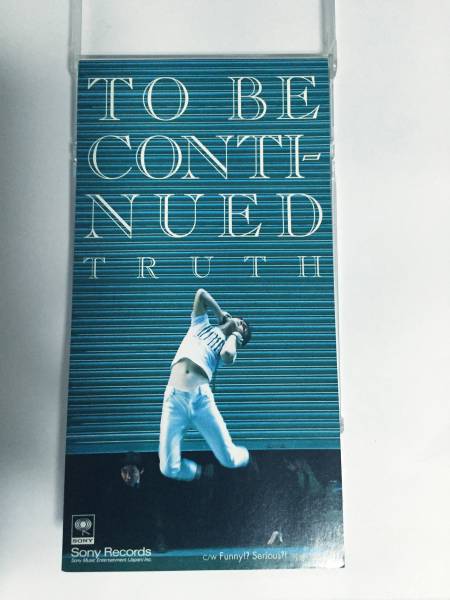 TO BE
CONTI-
NUED
TRUTH
SONY
Sony Records
Sony Music Entertainment (Japan) Inc.
C/W Funny!? Serious?!